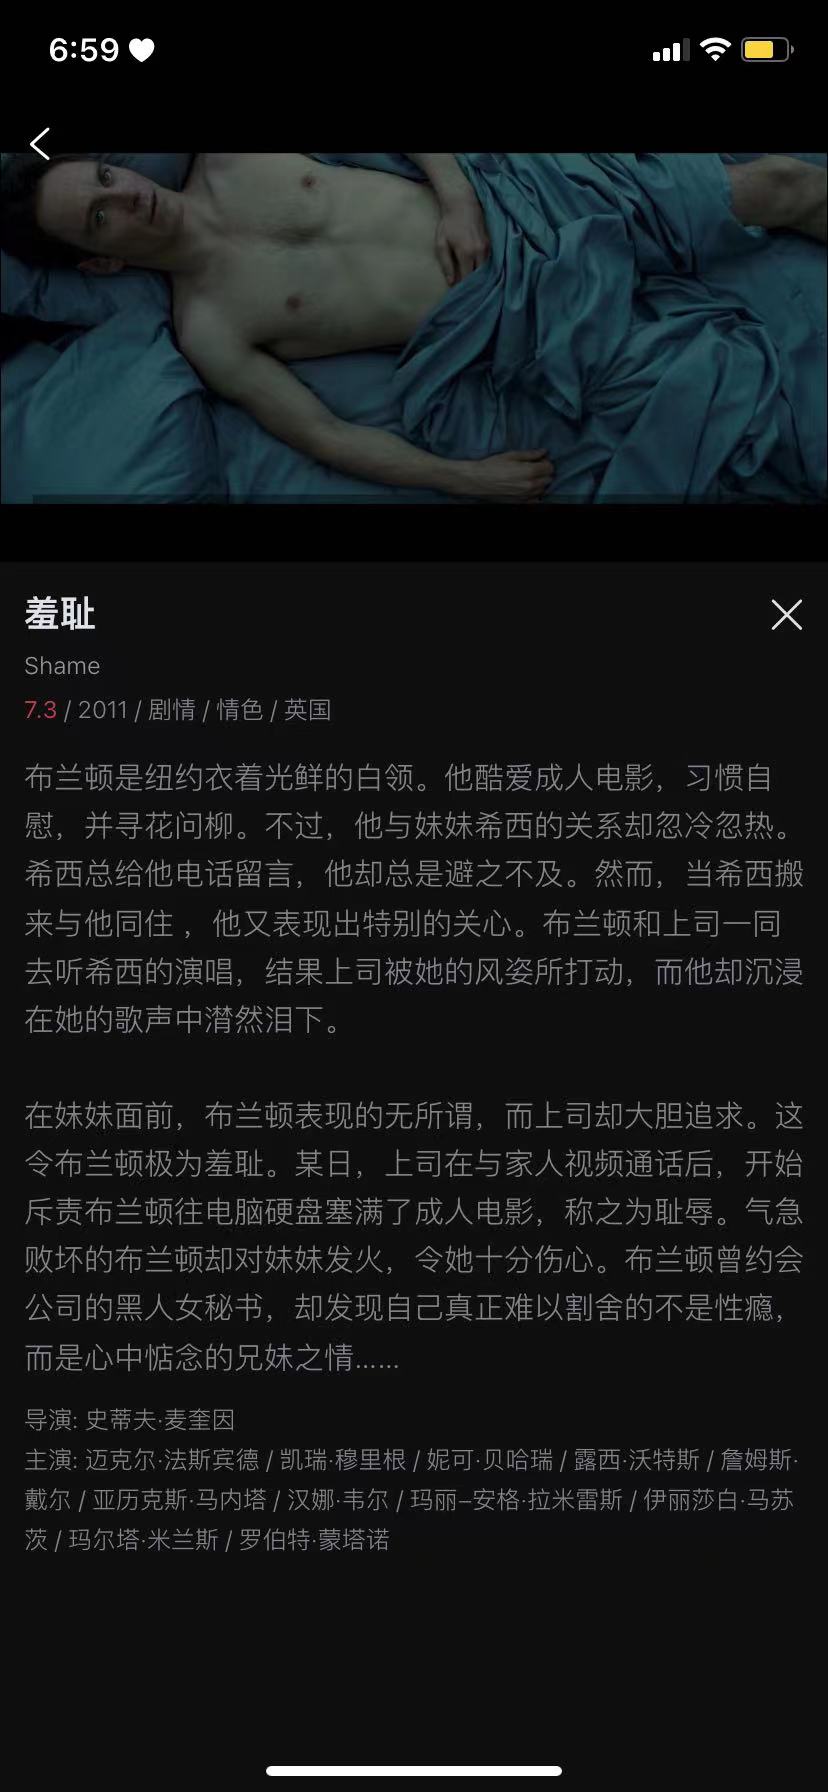 6:59
羞耻
Shame
7.3 / 2011 / 剧情 / 情色 / 英国
布兰顿是纽约衣着光鲜的白领。他酷爱成人电影，习惯自
慰，并寻花问柳。不过，他与妹妹希西的关系却忽冷忽热。
希西总给他电话留言，他却总是避之不及。然而，当希西搬
来与他同住 ，他又表现出特别的关心。布兰顿和上司一同
去听希西的演唱，结果上司被她的风姿所打动，而他却沉浸
在她的歌声中潸然泪下。
在妹妹面前，布兰顿表现的无所谓，而上司却大胆追求。这
令布兰顿极为羞耻。某日，上司在与家人视频通话后，开始
斥责布兰顿往电脑硬盘塞满了成人电影，称之为耻辱。气急
败坏的布兰顿却对妹妹发火，令她十分伤心。布兰顿曾约会
公司的黑人女秘书，却发现自己真正难以割舍的不是性瘾，
而是心中惦念的兄妹之情……
导演: 史蒂夫·麦奎因
主演: 迈克尔·法斯宾德 / 凯瑞·穆里根 / 妮可·贝哈瑞 / 露西·沃特斯 / 詹姆斯·
戴尔 / 亚历克斯·马内塔 / 汉娜·韦尔 / 玛丽–安格·拉米雷斯 / 伊丽莎白·马苏
茨 / 玛尔塔·米兰斯 / 罗伯特·蒙塔诺